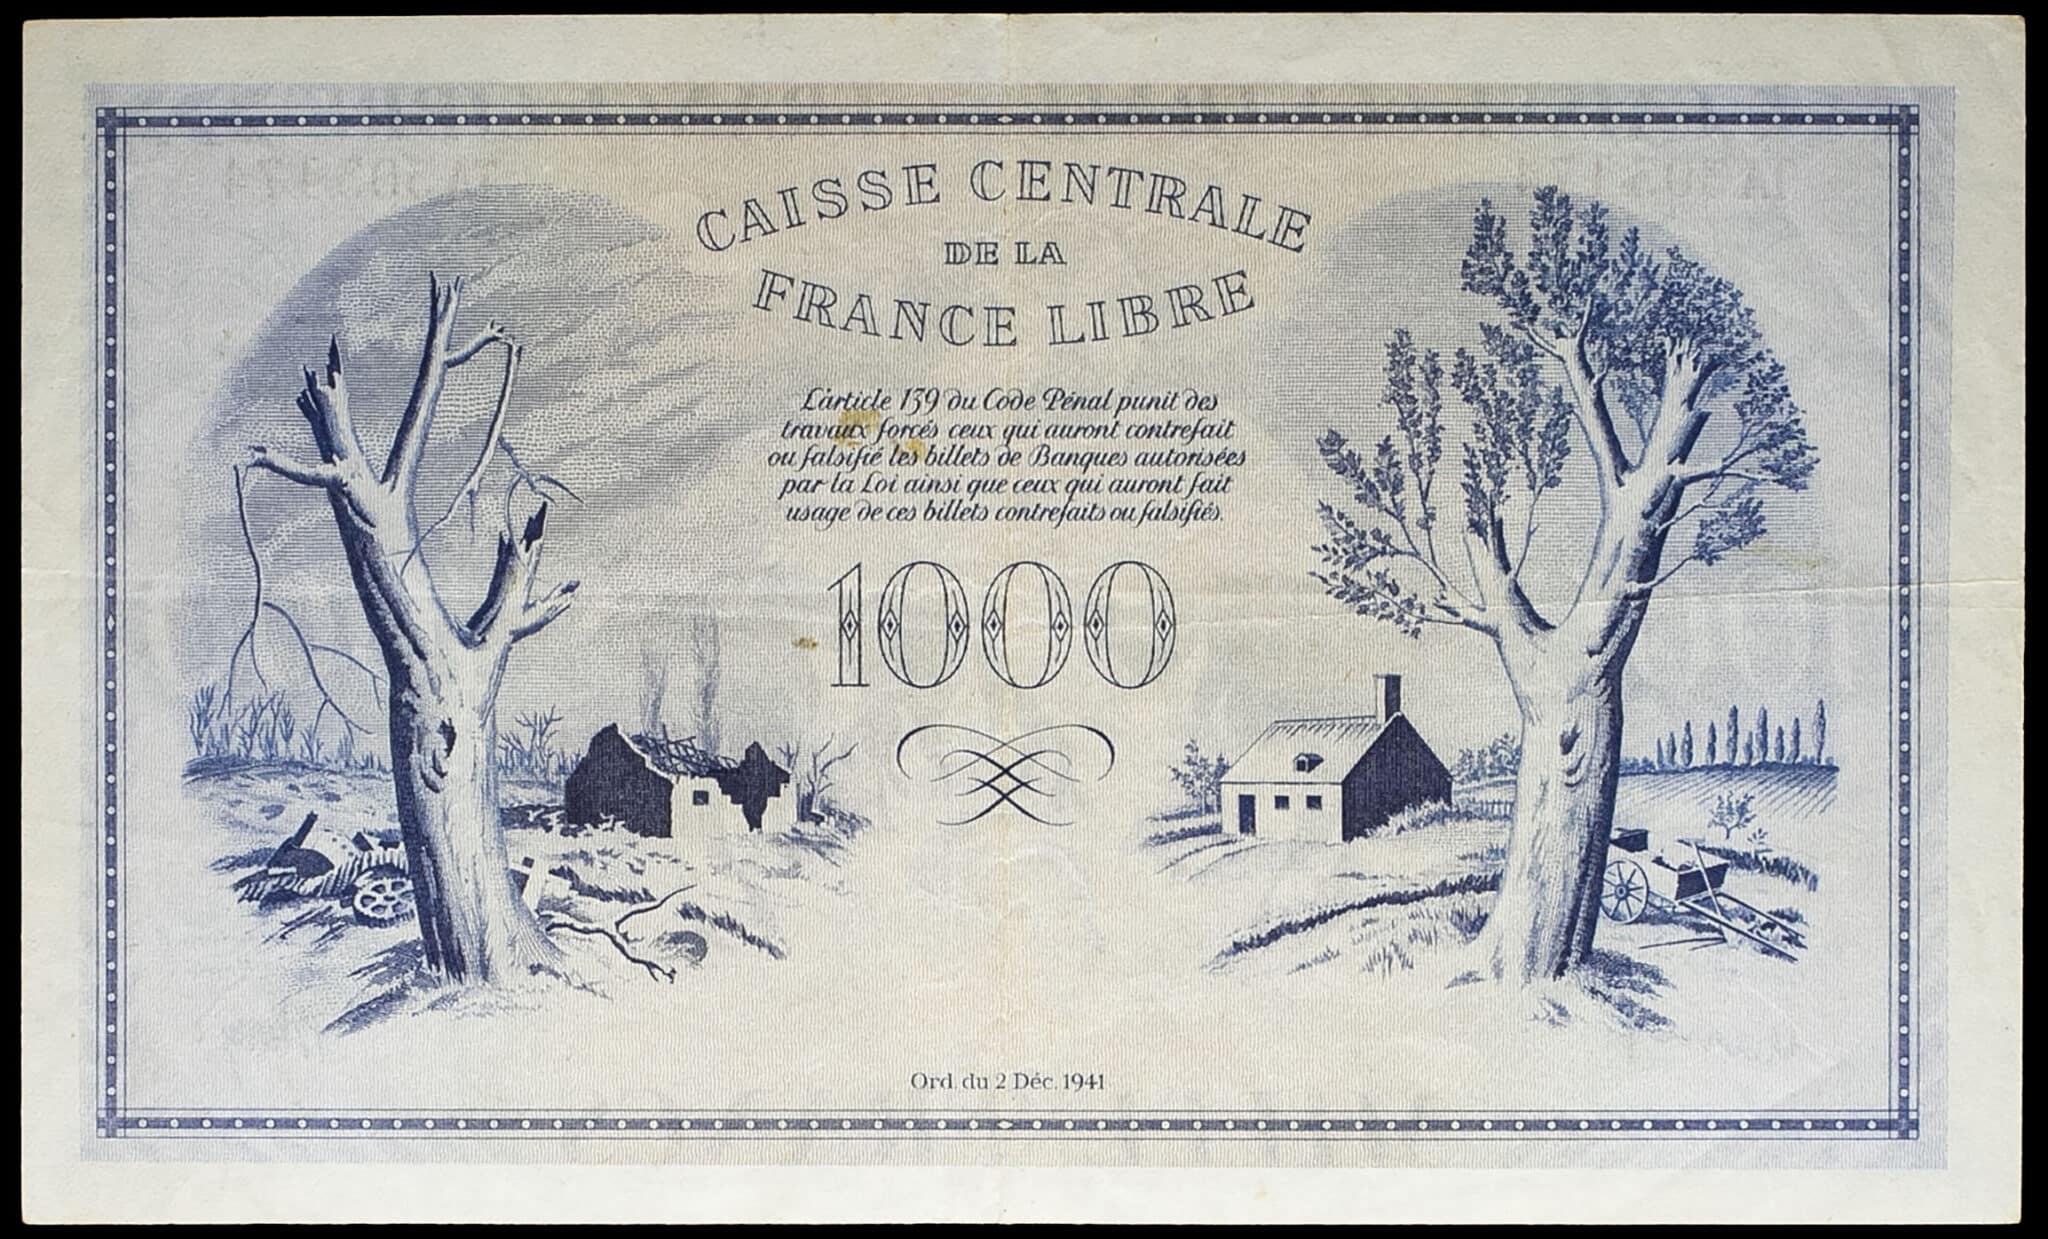 CAISSE CENTRALE
DE LA
FRANCE LIBRE
L'article 139 du Code Pénal punit des
travaux forcés ceux qui auront contrefait
ou falsifié les billets de Banques autorisées
par la Loi ainsi que ceux qui auront fait
usage de ces billets contrefaits ou falsifiés.
1000
Ord. du 2 Déc. 1941